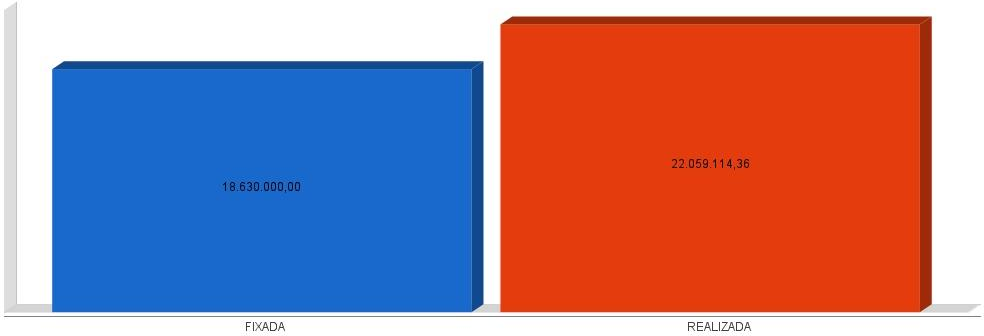 22.059.114,36
18.630.000,00
FIXADA
REALIZADA